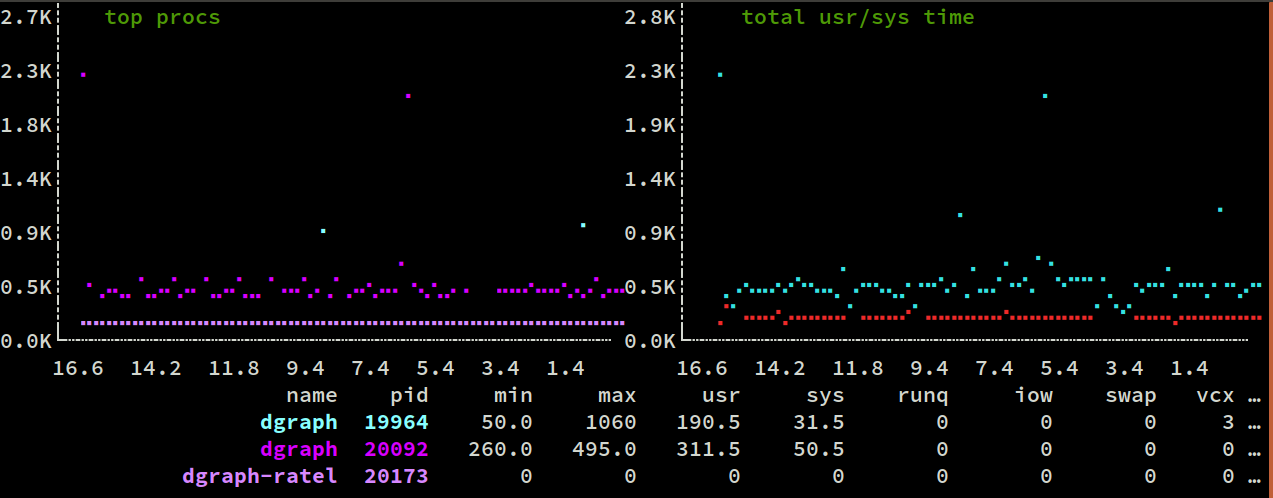 top procs
2.7K
2.3K
1.8K
1.4K
0.9K
0.5K
0.0K
16.6 14.2 11.8 9.4 7.4 5.4 3.4 1.4
total usr/sys time
2.8K
2.3K
1.8K
1.4K
0.9K
0.5K
0.0K
16.6 14.2 11.8 9.4 7.4 5.4 3.4 1.4
name pid min max usr sys runq iow swap vcx …
dgraph 19964 50.0 1060 190.5 31.5 0 0 0 3 …
dgraph 20092 260.0 495.0 311.5 50.5 0 0 0 0 …
dgraph-ratel 20173 0 0 0 0 0 0 0 0 …